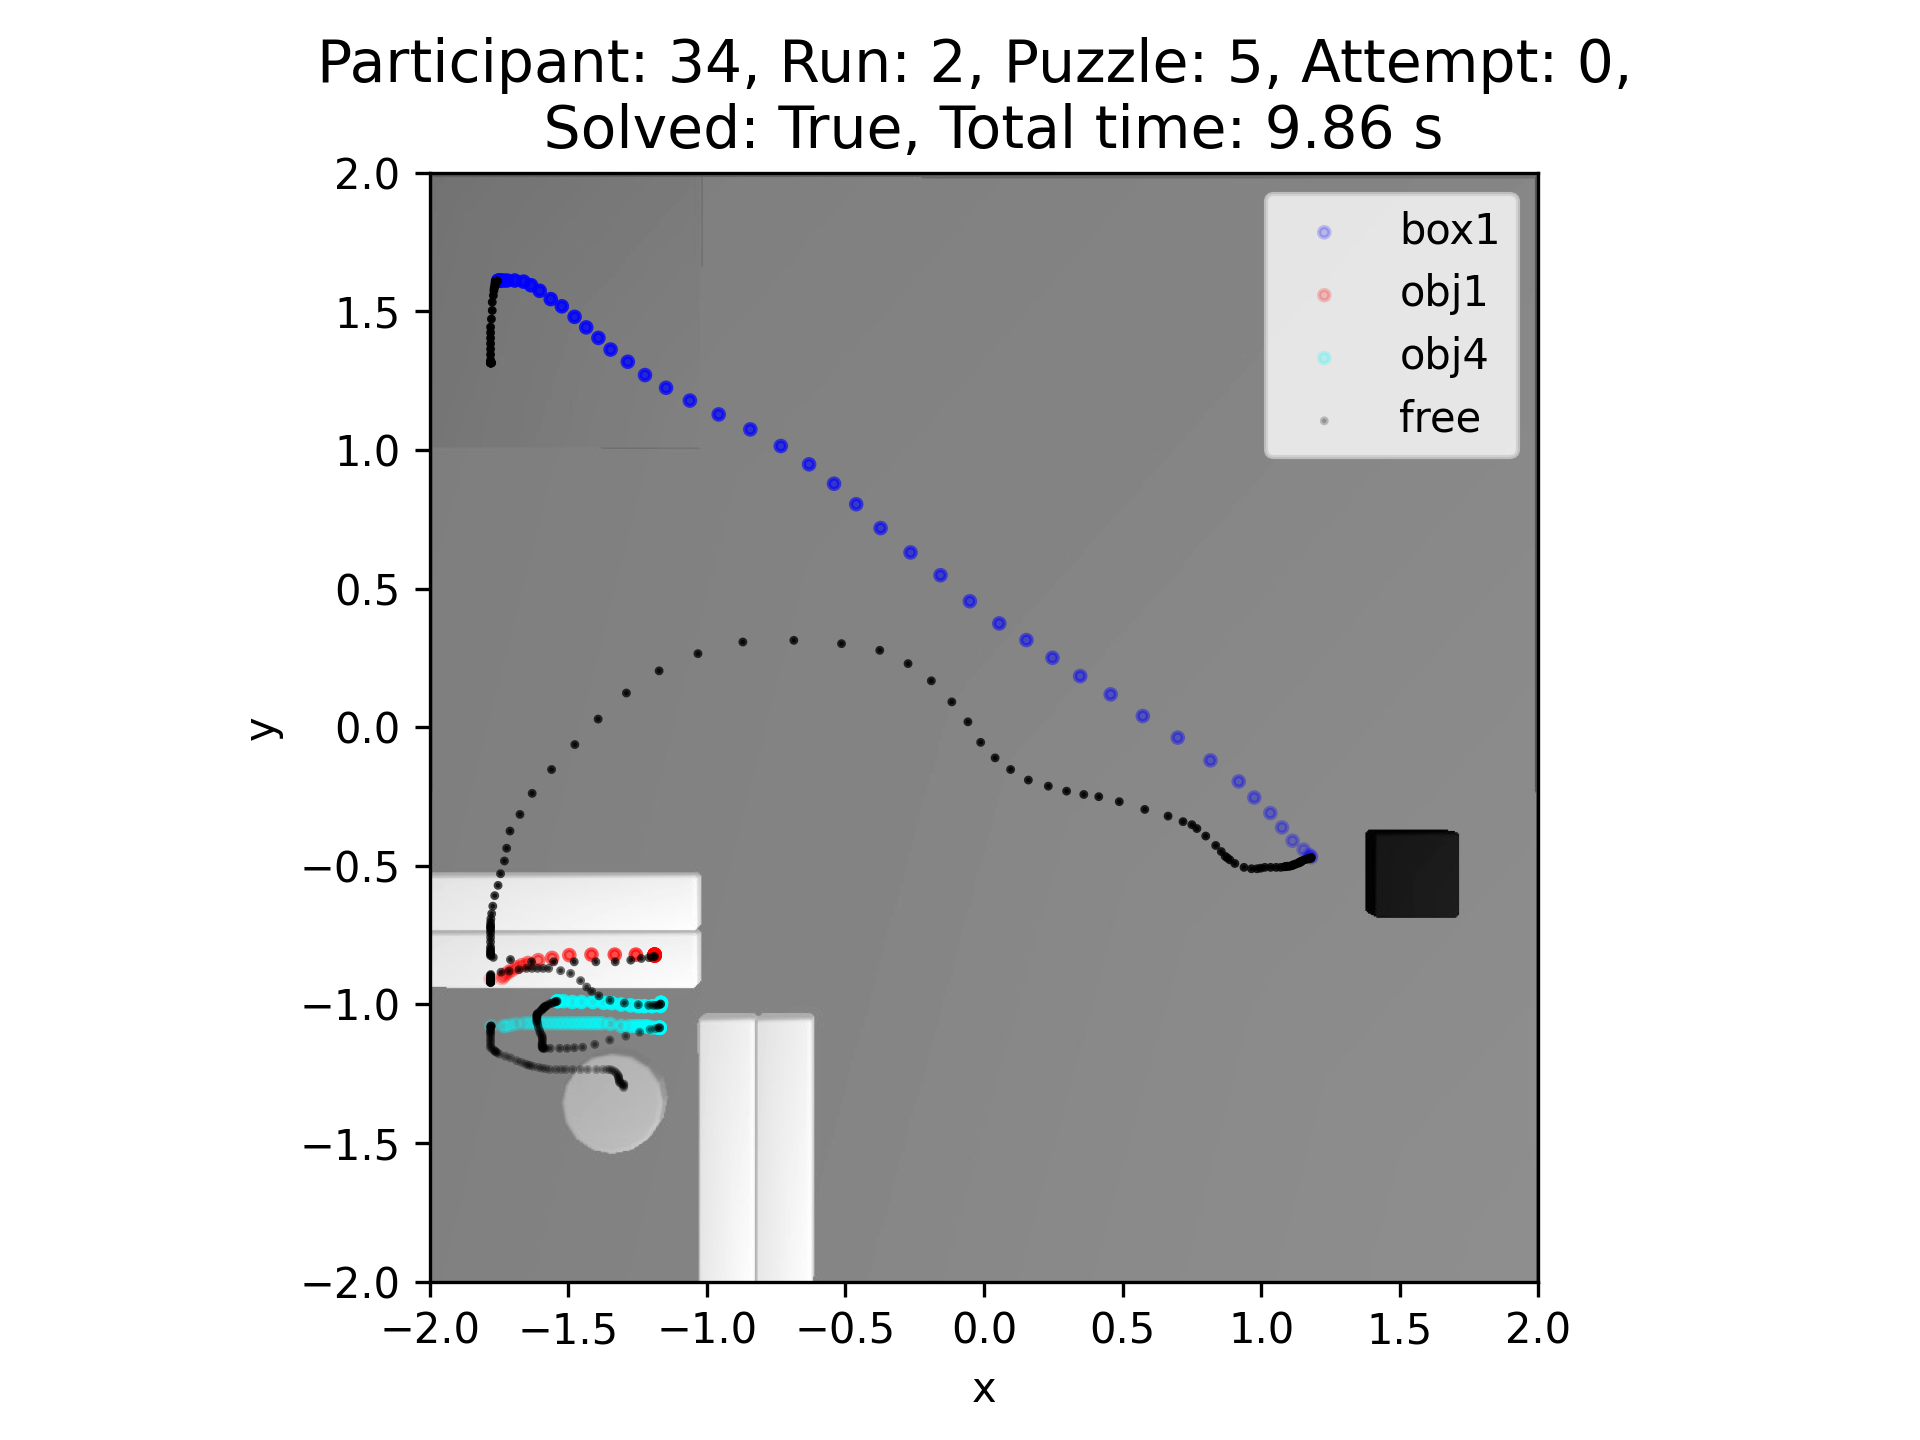 Participant: 34, Run: 2, Puzzle: 5, Attempt: 0,
Solved: True, Total time: 9.86 s
2.0
1.5
1.0
0.5
0.0
−0.5
−1.0
−1.5
−2.0
y
box1
obj1
obj4
free
−2.0 −1.5 −1.0 −0.5 0.0 0.5 1.0 1.5 2.0
x